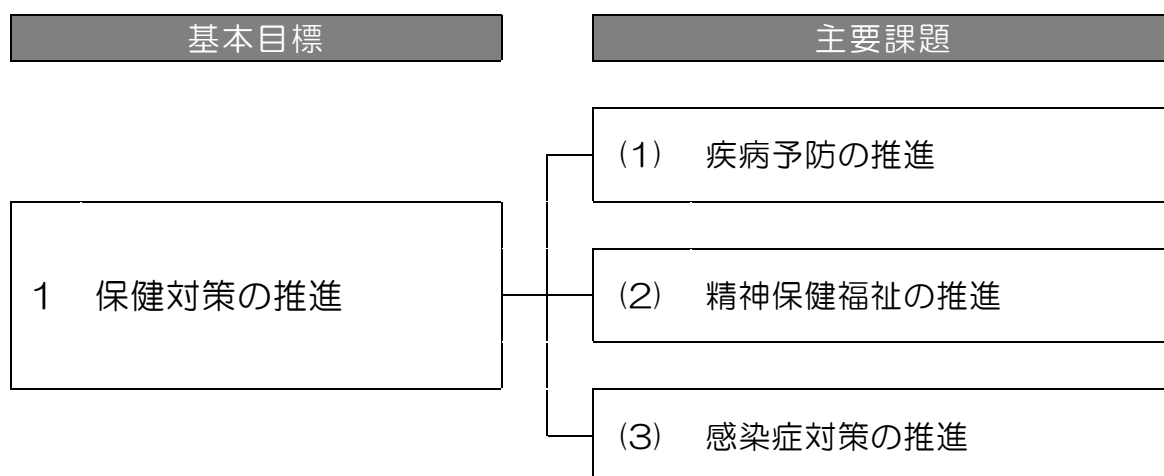 基本目標
主要課題
(1) 疾病予防の推進
1 保健対策の推進
(2) 精神保健福祉の推進
(3) 感染症対策の推進